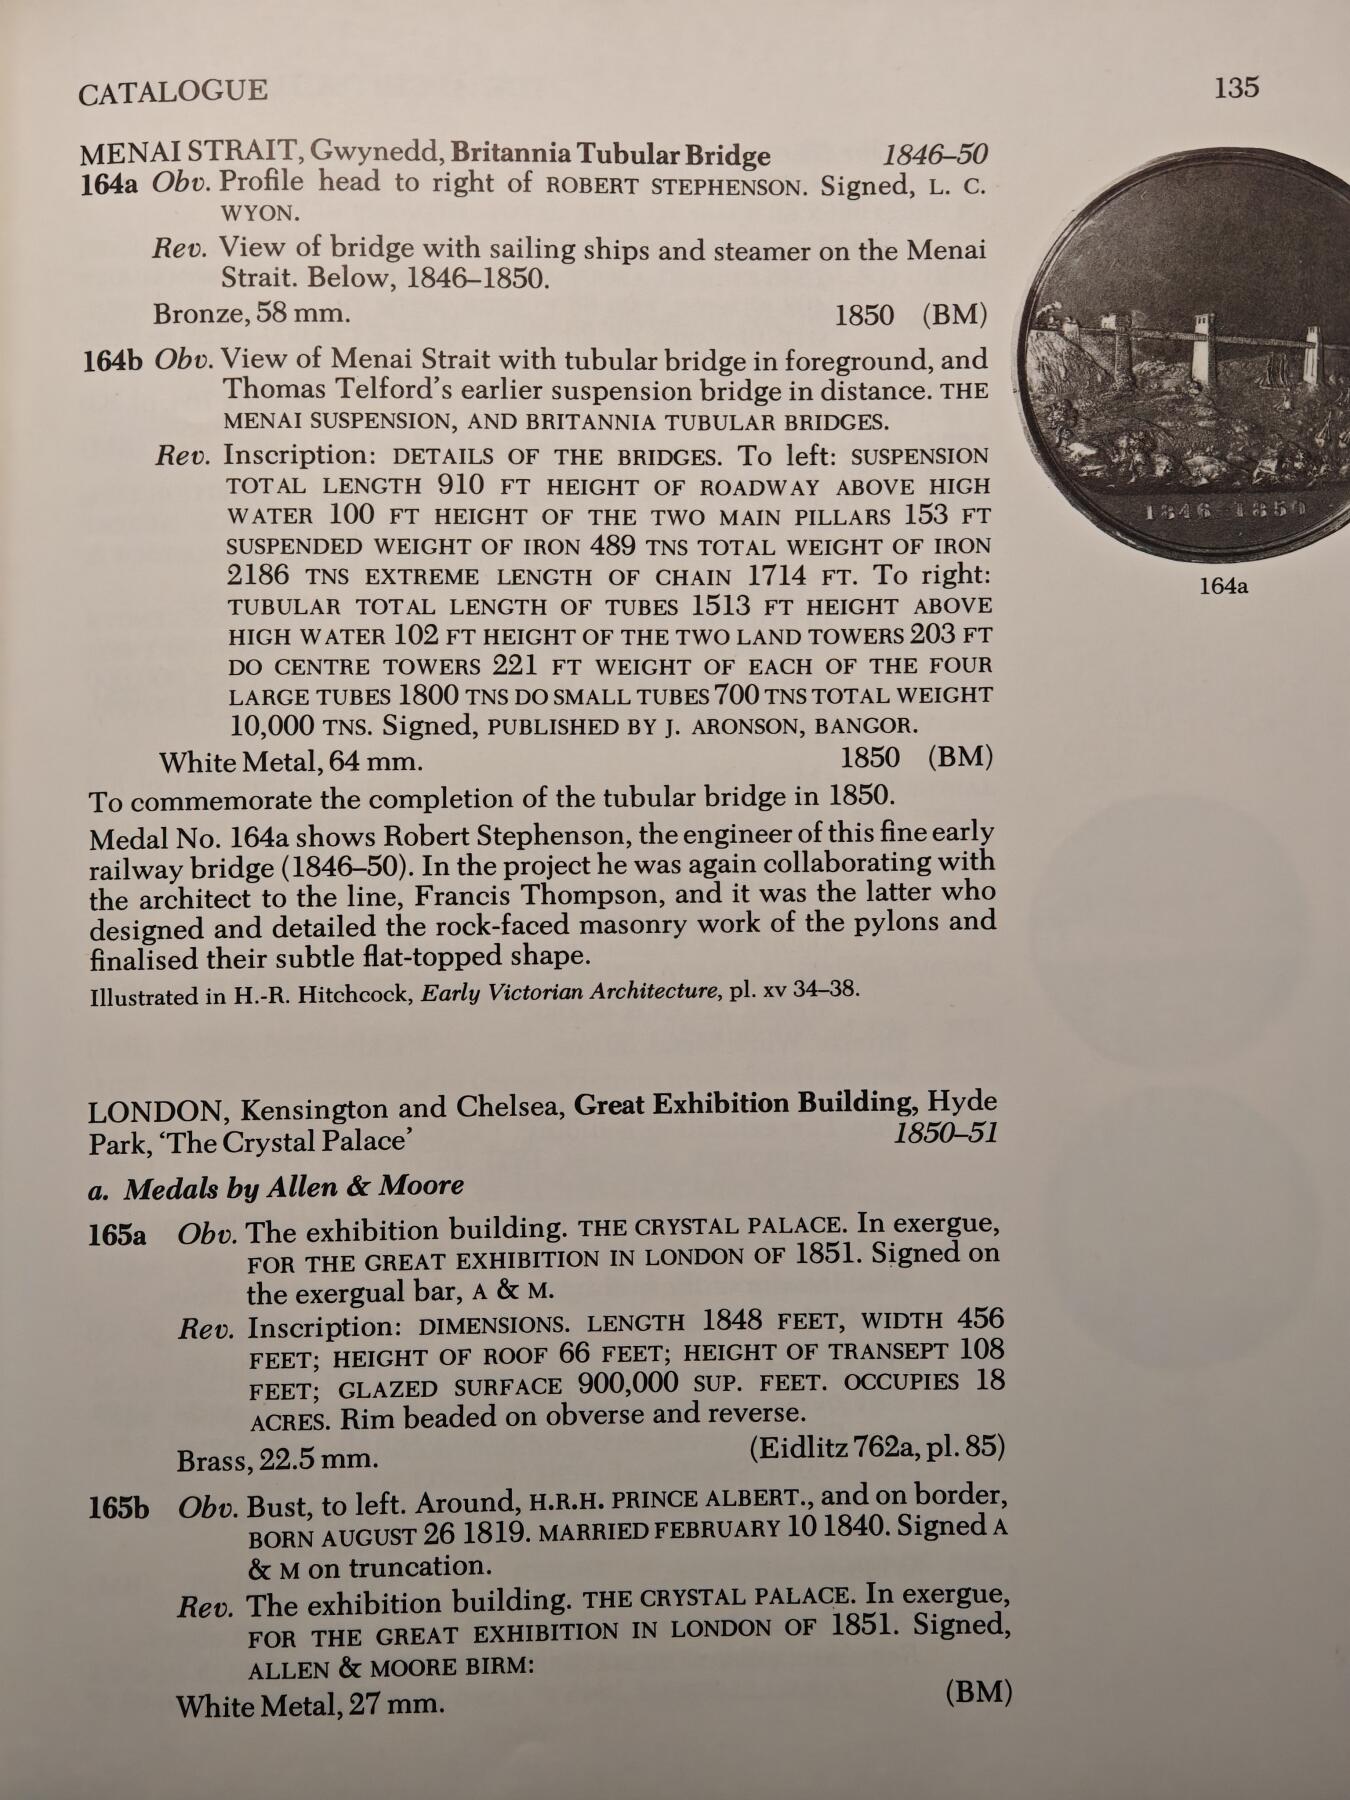 CATALOGUE 135
MENAI STRAIT, Gwynedd, Britannia Tubular Bridge 1846–50
164a Obv. Profile head to right of ROBERT STEPHENSON. Signed, L. C.
WYON.
Rev. View of bridge with sailing ships and steamer on the Menai
Strait. Below, 1846–1850.
Bronze, 58 mm. 1850 (BM)
164b Obv. View of Menai Strait with tubular bridge in foreground, and
Thomas Telford's earlier suspension bridge in distance. THE
MENAI SUSPENSION, AND BRITANNIA TUBULAR BRIDGES.
Rev. Inscription: DETAILS OF THE BRIDGES. To left: SUSPENSION
TOTAL LENGTH 910 FT HEIGHT OF ROADWAY ABOVE HIGH
WATER 100 FT HEIGHT OF THE TWO MAIN PILLARS 153 FT
SUSPENDED WEIGHT OF IRON 489 TNS TOTAL WEIGHT OF IRON
2186 TNS EXTREME LENGTH OF CHAIN 1714 FT. To right:
TUBULAR TOTAL LENGTH OF TUBES 1513 FT HEIGHT ABOVE
HIGH WATER 102 FT HEIGHT OF THE TWO LAND TOWERS 203 FT
DO CENTRE TOWERS 221 FT WEIGHT OF EACH OF THE FOUR
LARGE TUBES 1800 TNS DO SMALL TUBES 700 TNS TOTAL WEIGHT
10,000 TNS. Signed, PUBLISHED BY J. ARONSON, BANGOR.
White Metal, 64 mm. 1850 (BM)
To commemorate the completion of the tubular bridge in 1850.
Medal No. 164a shows Robert Stephenson, the engineer of this fine early
railway bridge (1846–50). In the project he was again collaborating with
the architect to the line, Francis Thompson, and it was the latter who
designed and detailed the rock-faced masonry work of the pylons and
finalised their subtle flat-topped shape.
Illustrated in H.-R. Hitchcock, Early Victorian Architecture, pl. xv 34–38.
1846 1850
164a
LONDON, Kensington and Chelsea, Great Exhibition Building, Hyde
Park, 'The Crystal Palace' 1850–51
a. Medals by Allen & Moore
165a Obv. The exhibition building. THE CRYSTAL PALACE. In exergue,
FOR THE GREAT EXHIBITION IN LONDON OF 1851. Signed on
the exergual bar, A & M.
Rev. Inscription: DIMENSIONS. LENGTH 1848 FEET, WIDTH 456
FEET; HEIGHT OF ROOF 66 FEET; HEIGHT OF TRANSEPT 108
FEET; GLAZED SURFACE 900,000 SUP. FEET. OCCUPIES 18
ACRES. Rim beaded on obverse and reverse.
Brass, 22.5 mm. (Eidlitz 762a, pl. 85)
165b Obv. Bust, to left. Around, H.R.H. PRINCE ALBERT., and on border,
BORN AUGUST 26 1819. MARRIED FEBRUARY 10 1840. Signed A
& M on truncation.
Rev. The exhibition building. THE CRYSTAL PALACE. In exergue,
FOR THE GREAT EXHIBITION IN LONDON OF 1851. Signed,
ALLEN & MOORE BIRM:
White Metal, 27 mm. (BM)